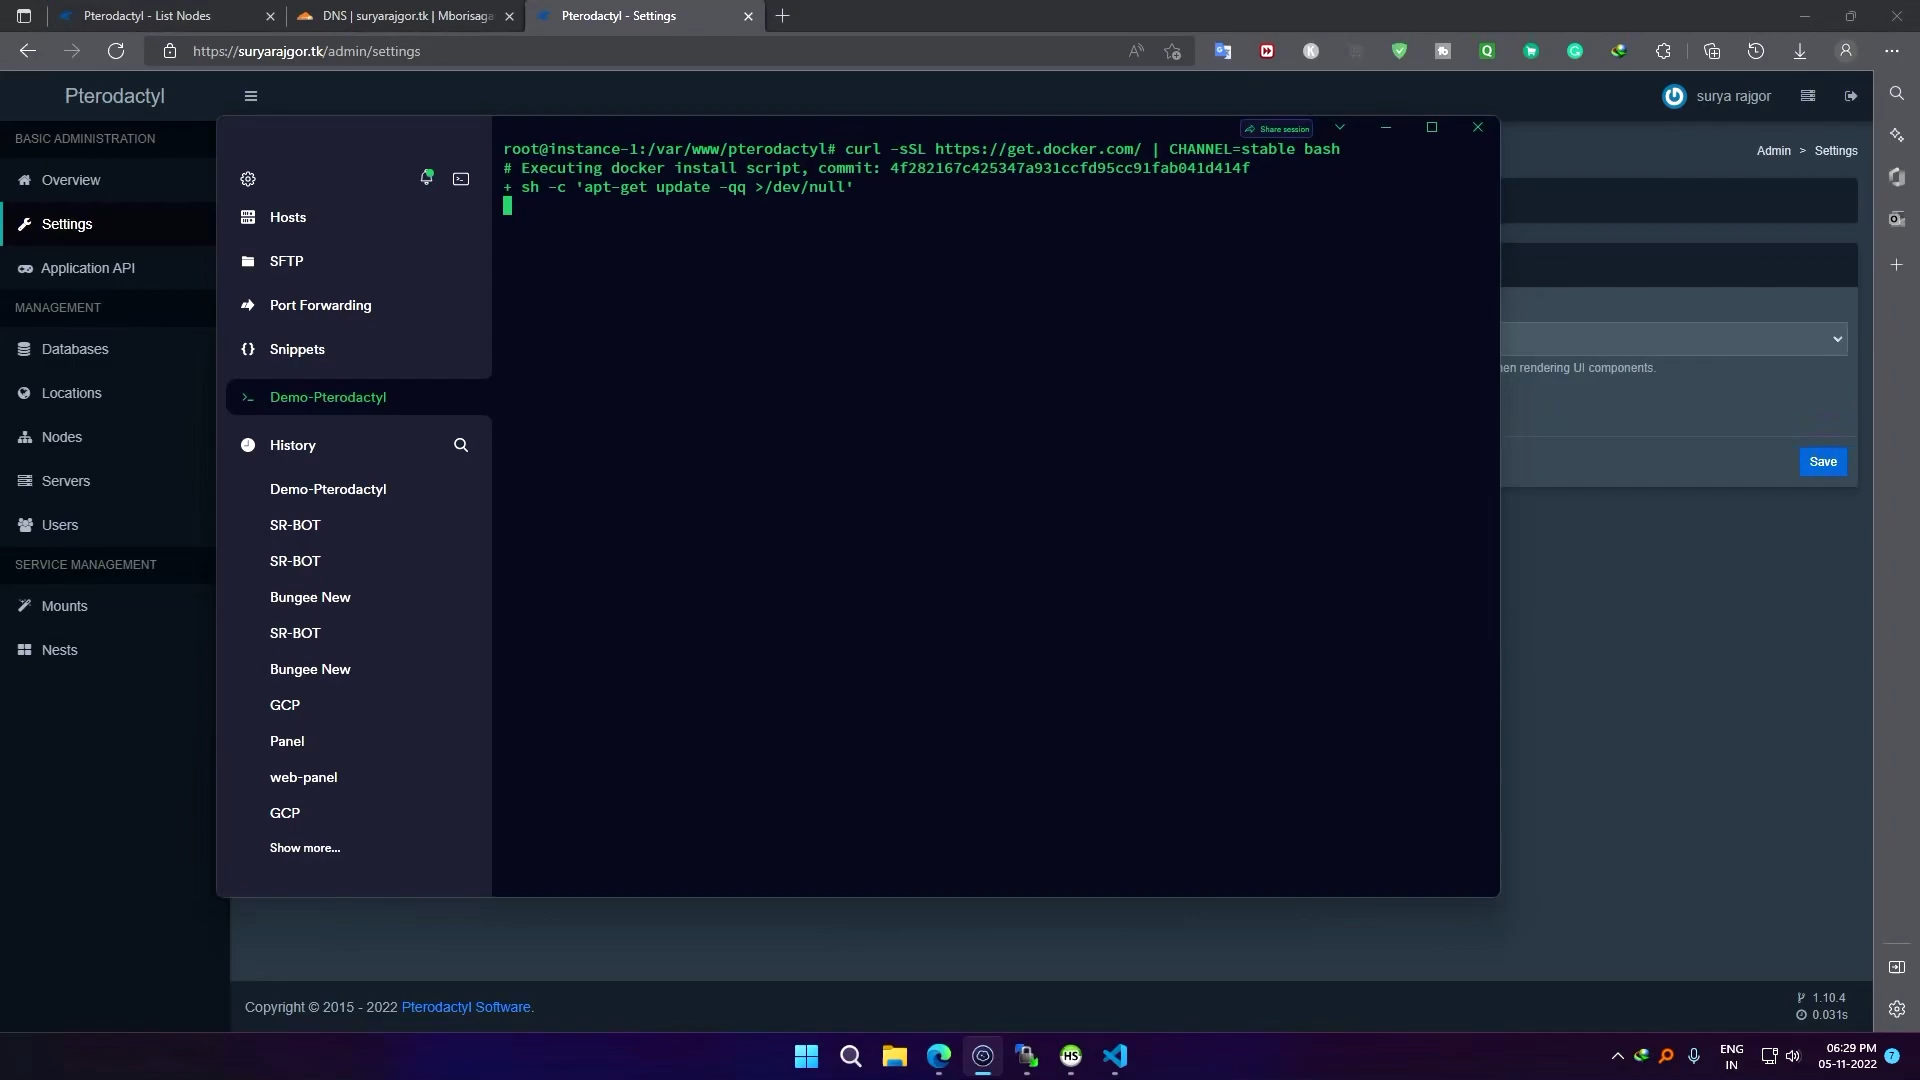 Pterodactyl - List Nodes
DNS | suryarajgor.tk | Mborisaga
Pterodactyl - Settings
https://suryarajgor.tk/admin/settings
Pterodactyl
surya rajgor
BASIC ADMINISTRATION
Overview
Settings
Application API
MANAGEMENT
Databases
Locations
Nodes
Servers
Users
SERVICE MANAGEMENT
Mounts
Nests
Hosts
SFTP
Port Forwarding
Snippets
Demo-Pterodactyl
History
Demo-Pterodactyl
SR-BOT
SR-BOT
Bungee New
SR-BOT
Bungee New
GCP
Panel
web-panel
GCP
Show more...
Share session
root@instance-1:/var/www/pterodactyl# curl -sSL https://get.docker.com/ | CHANNEL=stable bash
# Executing docker install script, commit: 4f282167c425347a931ccfd95cc91fab041d414f
+ sh -c 'apt-get update -qq >/dev/null'
Admin > Settings
en rendering UI components.
Save
Copyright © 2015 - 2022 Pterodactyl Software.
1.10.4
0.031s
HS
ENG
IN
06:29 PM
05-11-2022
7